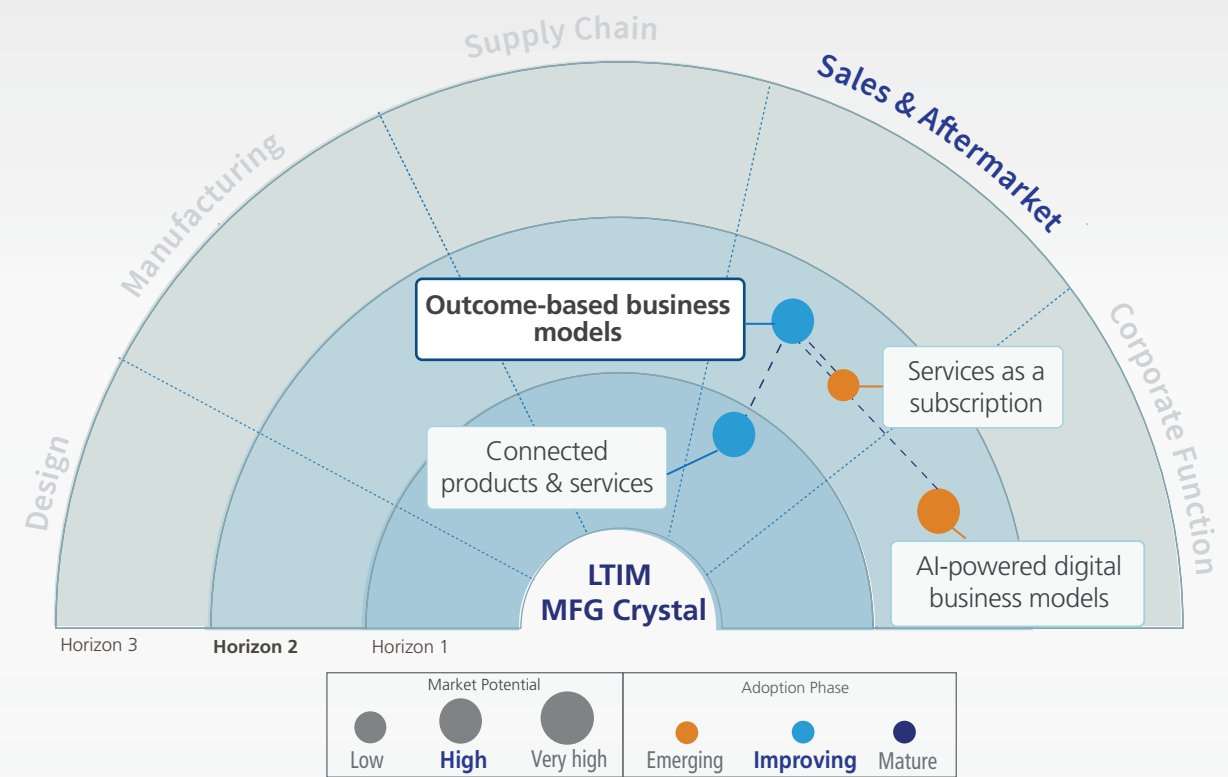 Supply Chain
Sales & Aftermarket
Manufacturing
Design
Corporate Function
Outcome-based business
models
Services as a
subscription
Connected
products & services
AI-powered digital
business models
LTIM
MFG Crystal
Horizon 3
Horizon 2
Horizon 1
Market Potential
Low
High
Very high
Adoption Phase
Emerging
Improving
Mature